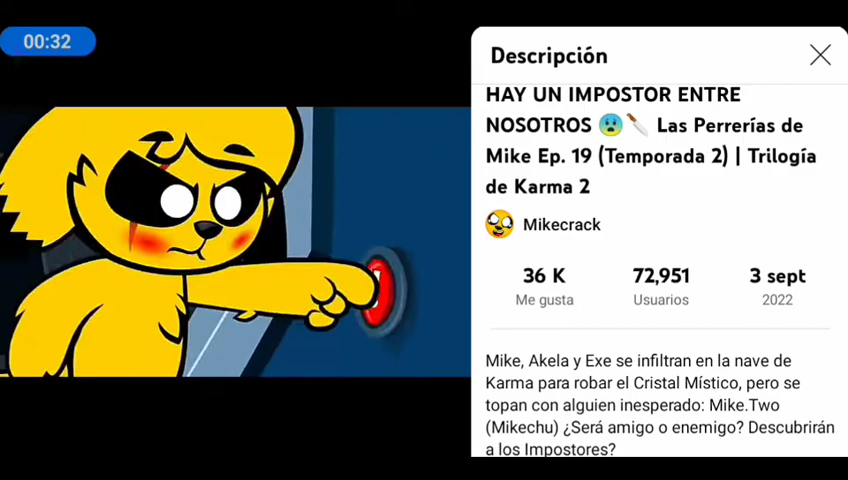 00:32
Descripción
HAY UN IMPOSTOR ENTRE
NOSOTROS 😰🔪 Las Perrerías de
Mike Ep. 19 (Temporada 2) | Trilogía
de Karma 2
Mikecrack
36 K 72,951 3 sept
Me gusta Usuarios 2022
Mike, Akela y Exe se infiltran en la nave de
Karma para robar el Cristal Místico, pero se
topan con alguien inesperado: Mike.Two
(Mikechu) ¿Será amigo o enemigo? Descubrirán
a los Impostores?